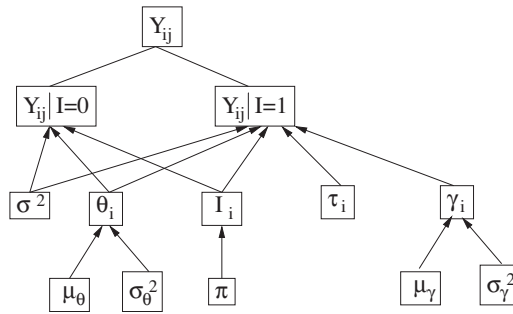 Y_ij
Y_ij | I=0 Y_ij | I=1
σ² θ_i I_i τ_i γ_i
μ_θ σ_θ² π μ_γ σ_γ²